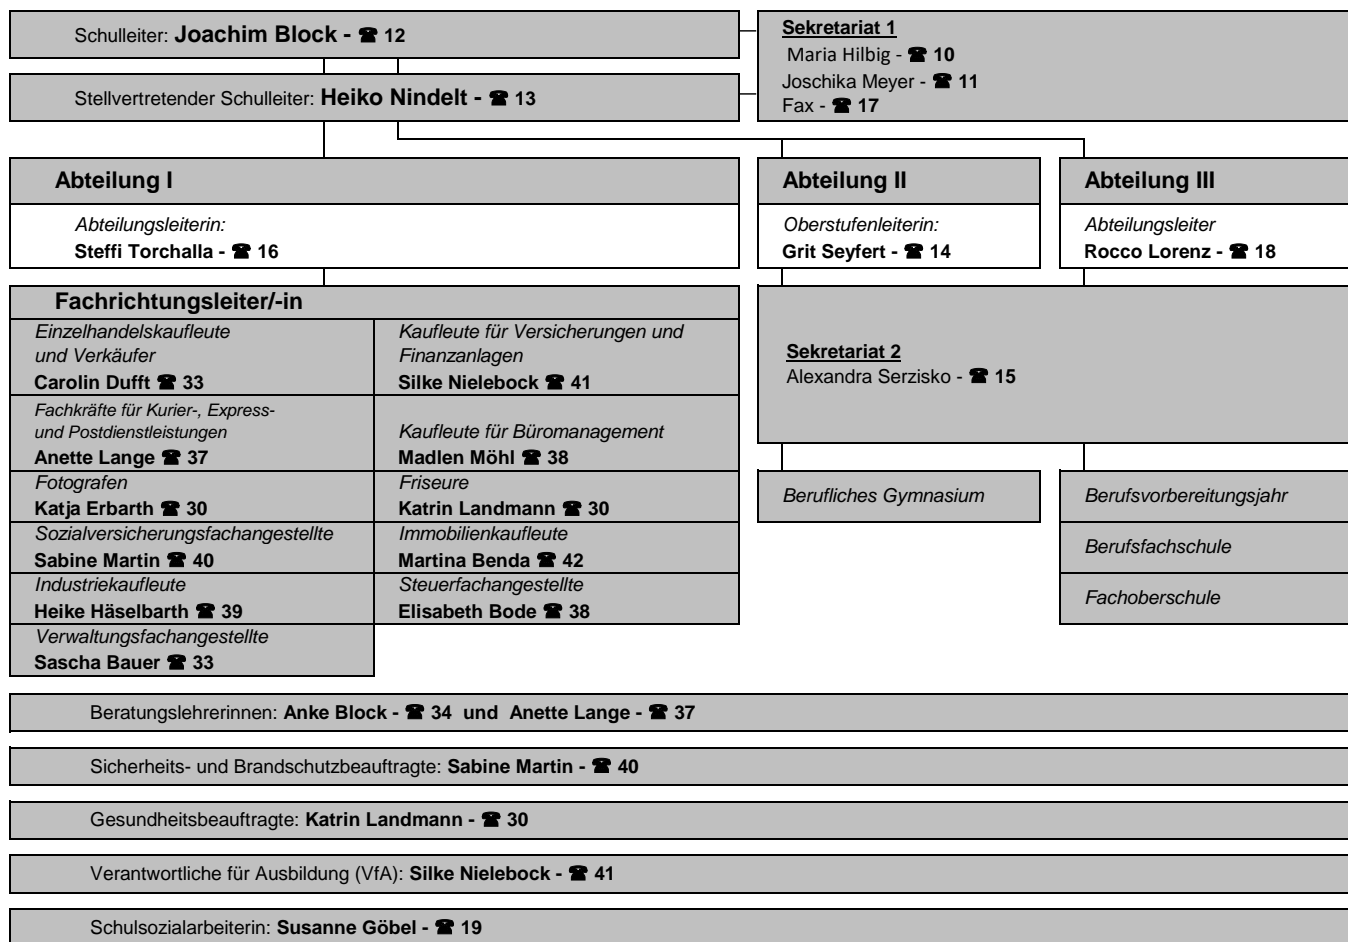 Schulleiter: Joachim Block - ☎ 12
Sekretariat 1
Maria Hilbig - ☎ 10
Joschika Meyer - ☎ 11
Fax - ☎ 17
Stellvertretender Schulleiter: Heiko Nindelt - ☎ 13
Abteilung I
Abteilungsleiterin:
Steffi Torchalla - ☎ 16
Abteilung II
Oberstufenleiterin:
Grit Seyfert - ☎ 14
Abteilung III
Abteilungsleiter
Rocco Lorenz - ☎ 18
Fachrichtungsleiter/-in
Einzelhandelskaufleute
und Verkäufer
Carolin Dufft ☎ 33
Kaufleute für Versicherungen und
Finanzanlagen
Silke Nielebock ☎ 41
Fachkräfte für Kurier-, Express-
und Postdienstleistungen
Anette Lange ☎ 37
Kaufleute für Büromanagement
Madlen Möhl ☎ 38
Fotografen
Katja Erbarth ☎ 30
Friseure
Katrin Landmann ☎ 30
Sozialversicherungsfachangestellte
Sabine Martin ☎ 40
Immobilienkaufleute
Martina Benda ☎ 42
Industriekaufleute
Heike Häselbarth ☎ 39
Steuerfachangestellte
Elisabeth Bode ☎ 38
Verwaltungsfachangestellte
Sascha Bauer ☎ 33
Sekretariat 2
Alexandra Serzisko - ☎ 15
Berufliches Gymnasium
Berufsvorbereitungsjahr
Berufsfachschule
Fachoberschule
Beratungslehrerinnen: Anke Block - ☎ 34 und Anette Lange - ☎ 37
Sicherheits- und Brandschutzbeauftragte: Sabine Martin - ☎ 40
Gesundheitsbeauftragte: Katrin Landmann - ☎ 30
Verantwortliche für Ausbildung (VfA): Silke Nielebock - ☎ 41
Schulsozialarbeiterin: Susanne Göbel - ☎ 19